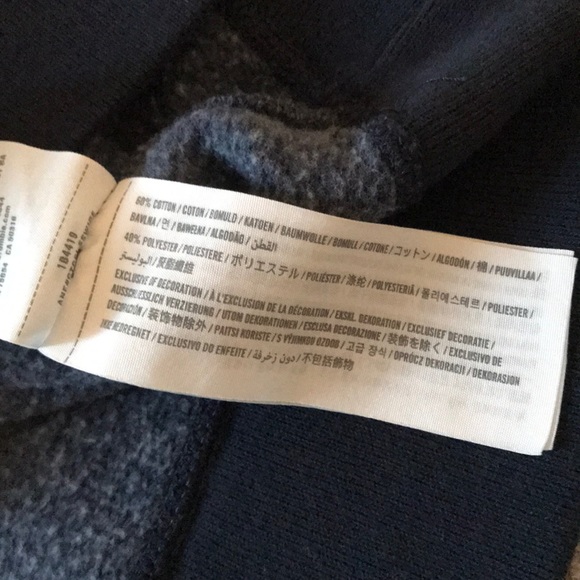 60% COTTON / COTON / BOMULD / KATOEN / BAUMWOLLE / BOMULL / COTONE / コットン / ALGODÓN / 棉 / PUUVILLAA /
BAVLNA / 면 / BAWEŁNA / ALGODÃO / القطن
40% POLYESTER / POLIESTERE / ポリエステル / POLIÉSTER / 涤纶 / POLYESTERIÄ / 폴리에스테르 / POLIESTER /
البوليستر / 聚酯纖維
EXCLUSIVE OF DECORATION / À L'EXCLUSION DE LA DÉCORATION / EKSKL. DEKORATION / EXCLUSIEF DECORATIE /
AUSSCHLIESSLICH VERZIERUNG / UTOM DEKORATIONEN / ESCLUSA DECORAZIONE / 装飾を除く / EXCLUSIVO DE
DECORACIÓN / 装饰物除外 / PAITSI KORISTE / S VÝJIMKOU OZDOB / 고급 장식 / OPRÓCZ DEKORACJI / DEKORASJON
IKKE MEDREGNET / EXCLUSIVO DO ENFEITE / دون زخرفة / 不包括飾物
104419
CA 90316